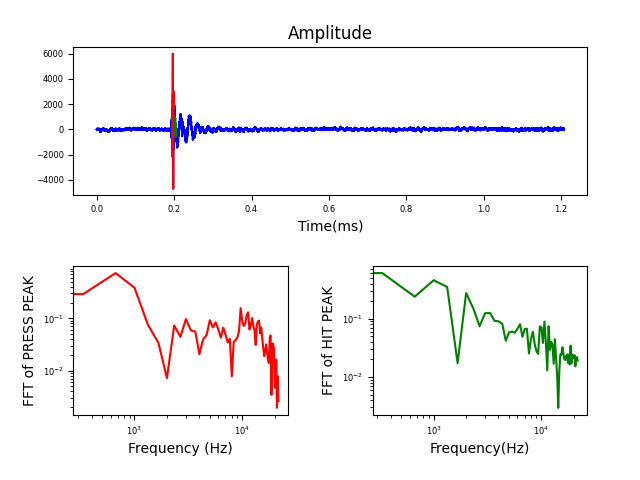 Amplitude
6000
4000
2000
0
−2000
−4000
0.0 0.2 0.4 0.6 0.8 1.0 1.2
Time(ms)
FFT of PRESS PEAK
10⁻¹
10⁻²
10³ 10⁴
Frequency (Hz)
FFT of HIT PEAK
10⁻¹
10⁻²
10³ 10⁴
Frequency(Hz)